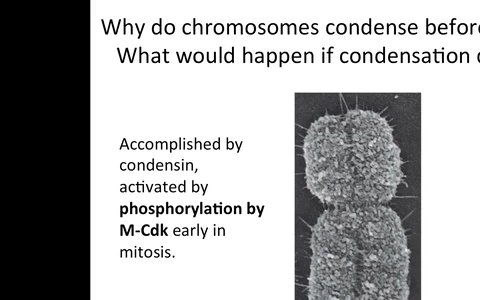 Why do chromosomes condense before
What would happen if condensation
Accomplished by
condensin,
activated by
phosphorylation by
M-Cdk early in
mitosis.